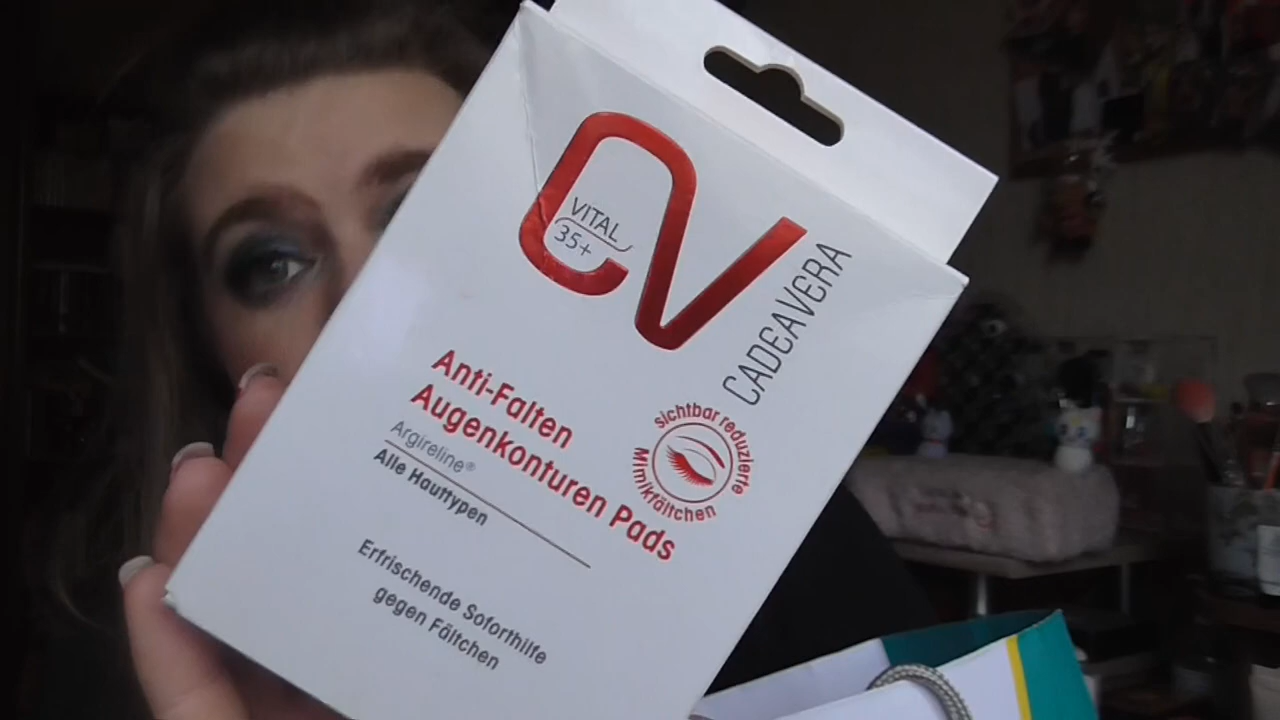 CV
VITAL
35+
CADEAVERA
Anti-Falten
Augenkonturen Pads
Argireline®
Alle Hauttypen
Sichtbar reduzierte
Mimikfältchen
Erfrischende Soforthilfe
gegen Fältchen